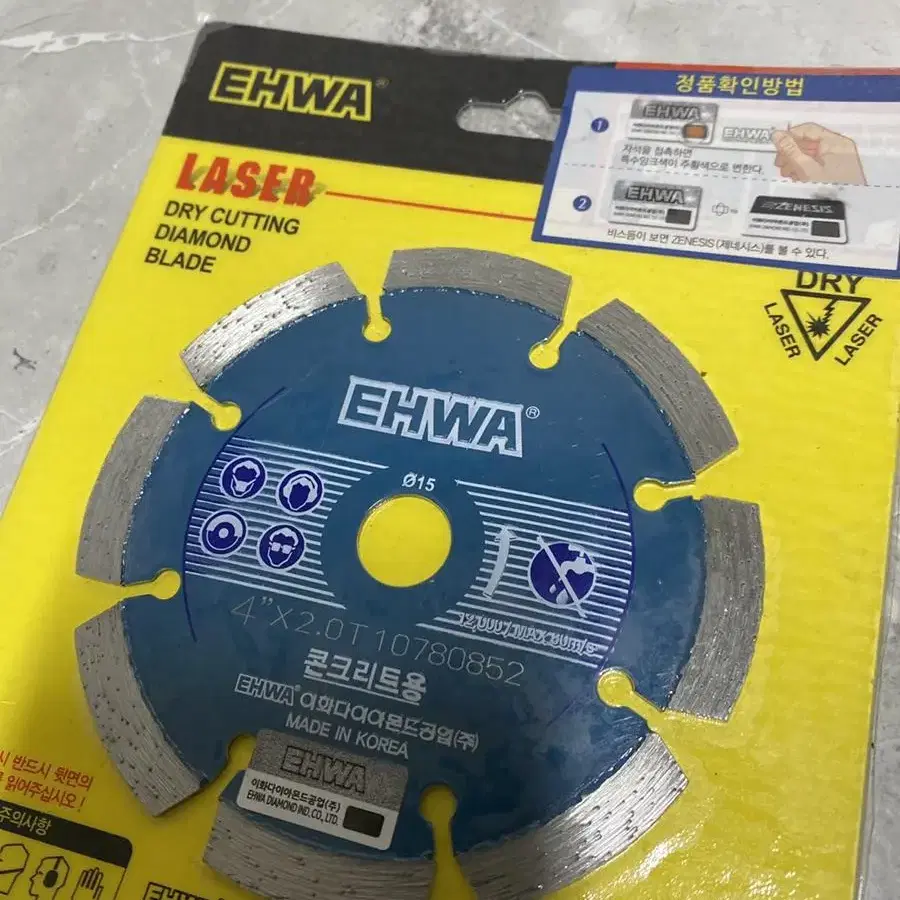 EHWA®
LASER
DRY CUTTING
DIAMOND
BLADE
정품확인방법
1
EHWA
EHWA
자석을 접촉하면
특수잉크색이 주황색으로 변한다.
2
EHWA
ZENESIS
비스듬이 보면 ZENESIS(제네시스)를 볼 수 있다.
DRY
LASER
LASER
EHWA®
Ø15
12,000/ MAX 80m/s
4" X 2.0T 10780852
콘크리트용
EHWA 이화다이아몬드공업(주)
MADE IN KOREA
EHWA
이화다이아몬드공업(주)
EHWA DIAMOND IND. CO., LTD.
시 반드시 뒷면의
읽어주십시오!
주의사항
EHWA